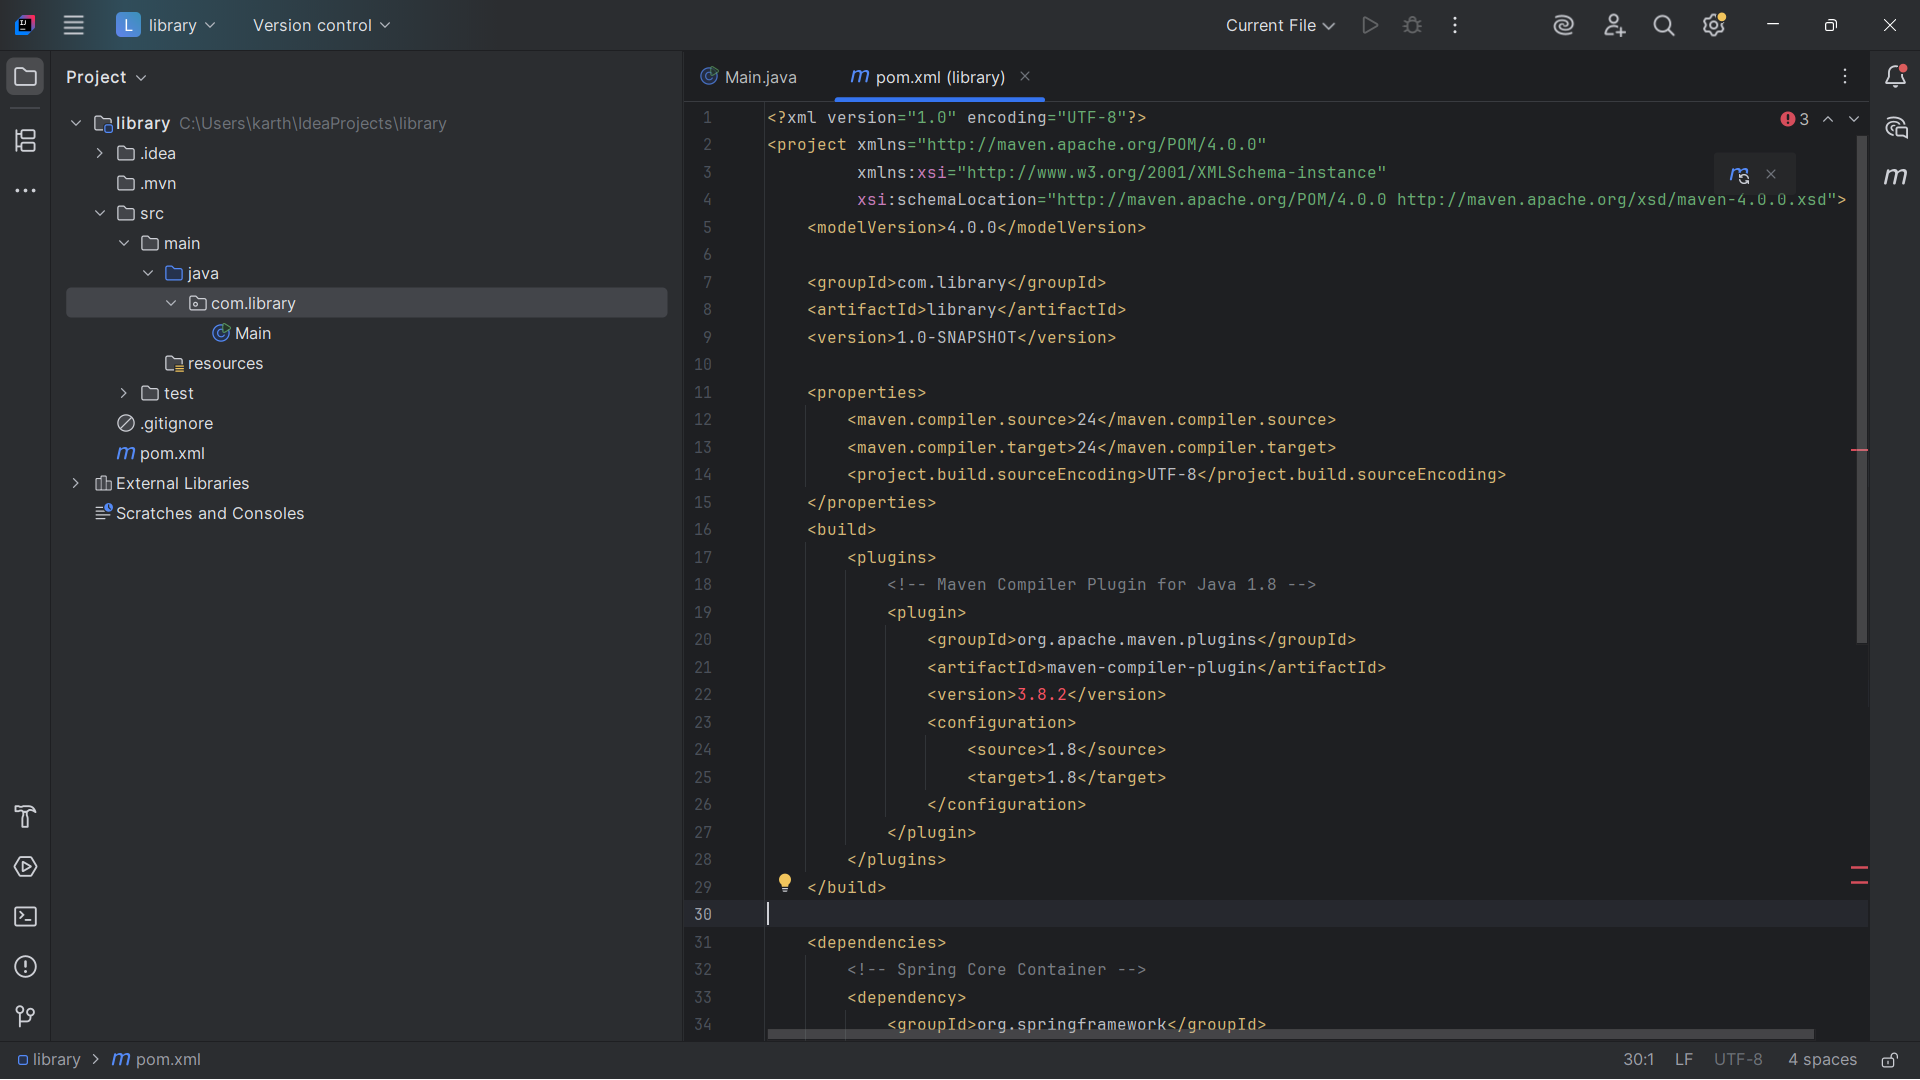 L library
Version control
Current File
Project
library C:\Users\karth\IdeaProjects\library
.idea
.mvn
src
main
java
com.library
Main
resources
test
.gitignore
m pom.xml
External Libraries
Scratches and Consoles
Main.java
m pom.xml (library)
3
1 <?xml version="1.0" encoding="UTF-8"?>
2 <project xmlns="http://maven.apache.org/POM/4.0.0"
3 xmlns:xsi="http://www.w3.org/2001/XMLSchema-instance"
4 xsi:schemaLocation="http://maven.apache.org/POM/4.0.0 http://maven.apache.org/xsd/maven-4.0.0.xsd">
5 <modelVersion>4.0.0</modelVersion>
6
7 <groupId>com.library</groupId>
8 <artifactId>library</artifactId>
9 <version>1.0-SNAPSHOT</version>
10
11 <properties>
12 <maven.compiler.source>24</maven.compiler.source>
13 <maven.compiler.target>24</maven.compiler.target>
14 <project.build.sourceEncoding>UTF-8</project.build.sourceEncoding>
15 </properties>
16 <build>
17 <plugins>
18 <!-- Maven Compiler Plugin for Java 1.8 -->
19 <plugin>
20 <groupId>org.apache.maven.plugins</groupId>
21 <artifactId>maven-compiler-plugin</artifactId>
22 <version>3.8.2</version>
23 <configuration>
24 <source>1.8</source>
25 <target>1.8</target>
26 </configuration>
27 </plugin>
28 </plugins>
29 </build>
30
31 <dependencies>
32 <!-- Spring Core Container -->
33 <dependency>
34 <groupId>org.springframework</groupId>
m
m
library > m pom.xml
30:1 LF UTF-8 4 spaces